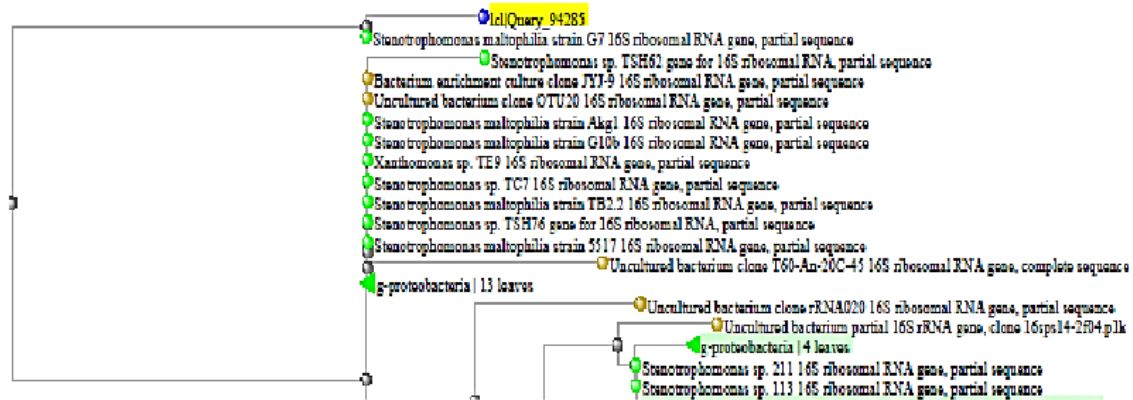 lcl|Query_94285
Stenotrophomonas maltophilia strain G7 16S ribosomal RNA gene, partial sequence
Stenotrophomonas sp. TSH62 gene for 16S ribosomal RNA, partial sequence
Bacterium enrichment culture clone JYJ-9 16S ribosomal RNA gene, partial sequence
Uncultured bacterium clone OTU20 16S ribosomal RNA gene, partial sequence
Stenotrophomonas maltophilia strain Akg1 16S ribosomal RNA gene, partial sequence
Stenotrophomonas maltophilia strain G10b 16S ribosomal RNA gene, partial sequence
Xanthomonas sp. TE9 16S ribosomal RNA gene, partial sequence
Stenotrophomonas sp. TC7 16S ribosomal RNA gene, partial sequence
Stenotrophomonas maltophilia strain TB2.2 16S ribosomal RNA gene, partial sequence
Stenotrophomonas sp. TSH76 gene for 16S ribosomal RNA, partial sequence
Stenotrophomonas maltophilia strain 5517 16S ribosomal RNA gene, partial sequence
Uncultured bacterium clone T60-An-20C-45 16S ribosomal RNA gene, complete sequence
g-proteobacteria | 13 leaves
Uncultured bacterium clone rRNA020 16S ribosomal RNA gene, partial sequence
Uncultured bacterium partial 16S rRNA gene, clone 16sps14-2f04.p1k
g-proteobacteria | 4 leaves
Stenotrophomonas sp. 211 16S ribosomal RNA gene, partial sequence
Stenotrophomonas sp. 113 16S ribosomal RNA gene, partial sequence